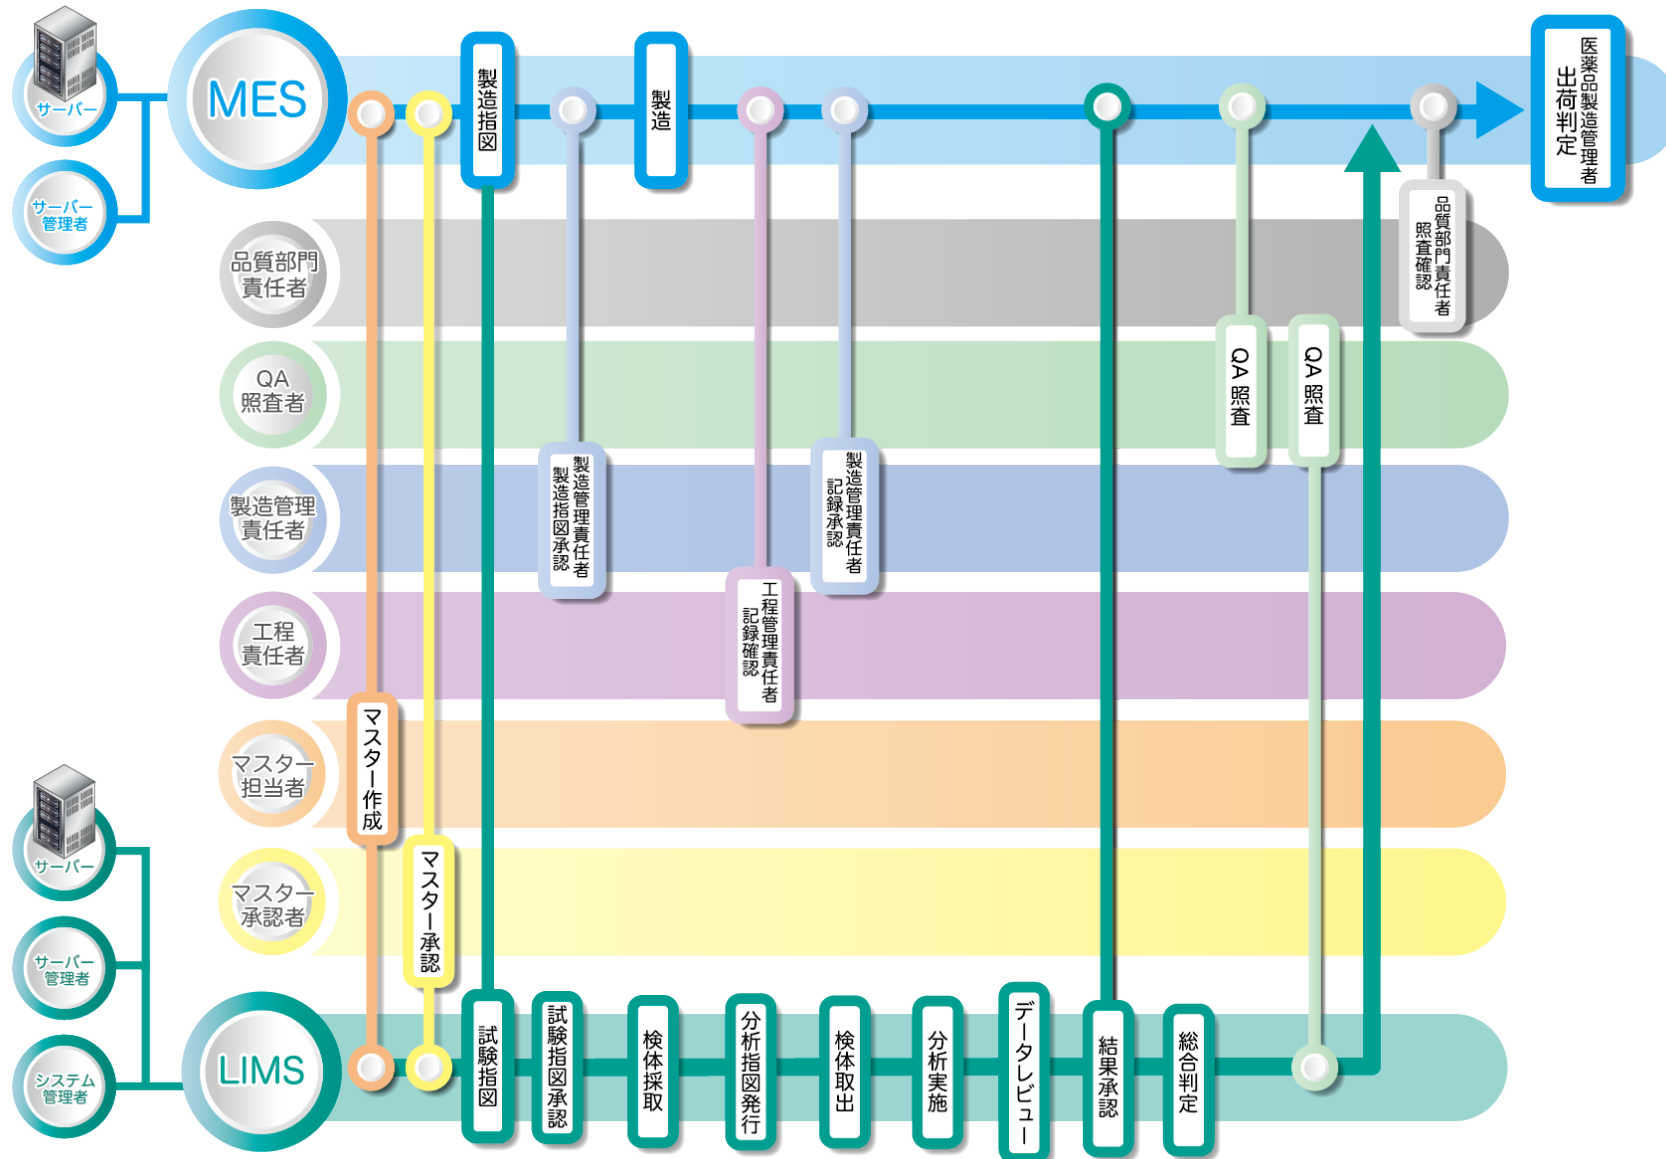 サーバー
サーバー
管理者
MES
製造指図
製造
医薬品製造管理者
出荷判定
品質部門
責任者
品質部門責任者
照査確認
QA
照査者
QA 照査
QA 照査
製造管理
責任者
製造管理責任者
製造指図承認
製造管理責任者
記録承認
工程
責任者
工程管理責任者
記録確認
マスター
担当者
マスター作成
マスター
承認者
マスター承認
サーバー
サーバー
管理者
システム
管理者
LIMS
試験指図
試験指図承認
検体採取
分析指図発行
検体取出
分析実施
データレビュー
結果承認
総合判定